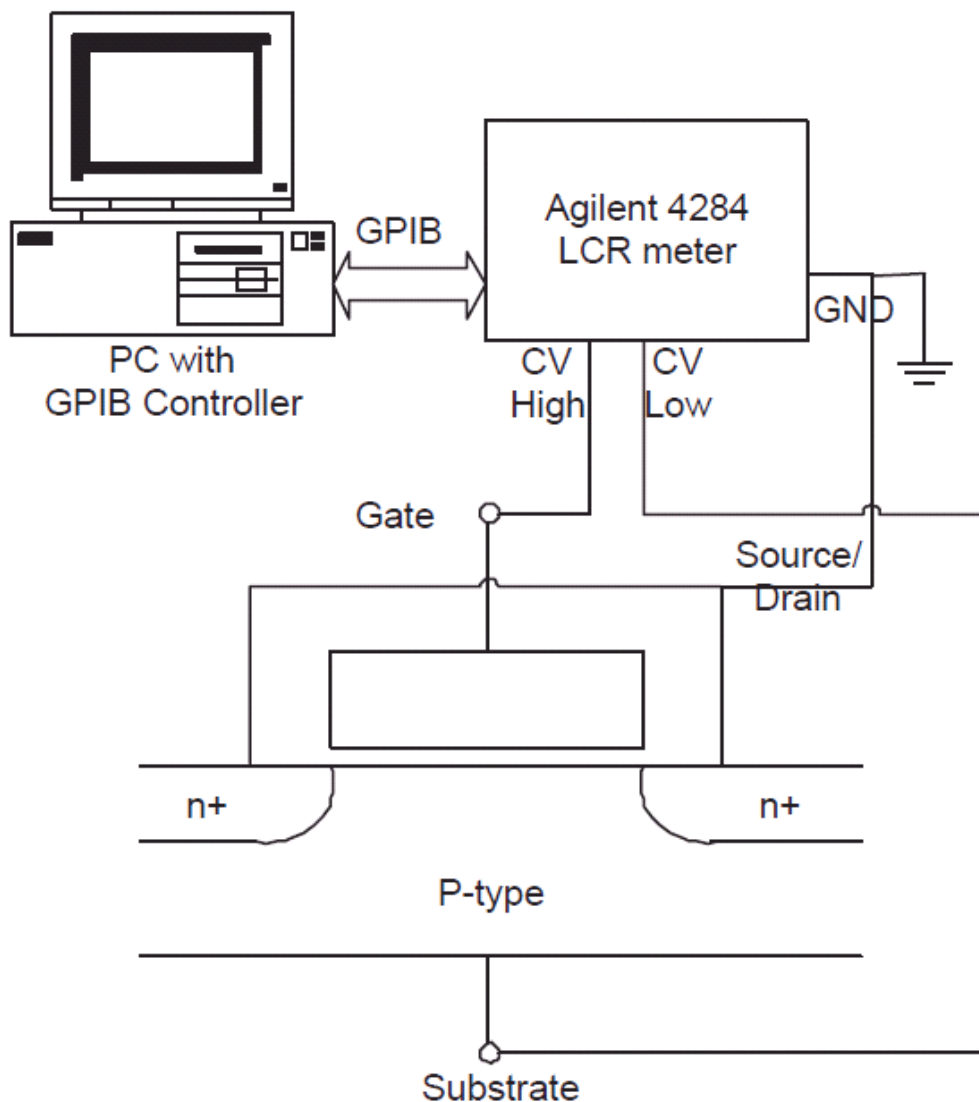 Agilent 4284
LCR meter
GPIB
GND
PC with
GPIB Controller
CV
High
CV
Low
Gate
Source/
Drain
n+
n+
P-type
Substrate